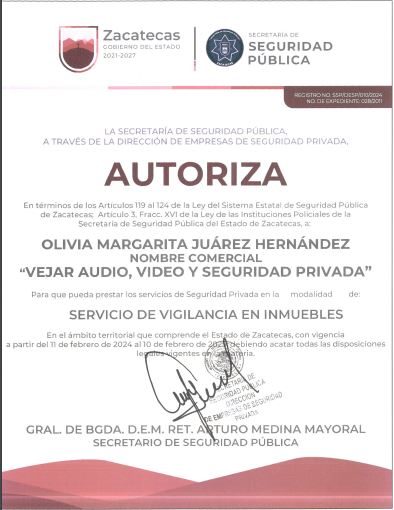 Zacatecas
GOBIERNO DEL ESTADO
2021-2027
SECRETARÍA DE
SEGURIDAD
PÚBLICA
REGISTRO NO. SSP/DESP/010/2024
NO. DE EXPEDIENTE: 028/2011
LA SECRETARÍA DE SEGURIDAD PÚBLICA,
A TRAVÉS DE LA DIRECCIÓN DE EMPRESAS DE SEGURIDAD PRIVADA,
AUTORIZA
En términos de los Artículos 119 al 124 de la Ley del Sistema Estatal de Seguridad Pública
de Zacatecas; Artículo 3, Fracc. XVI de la Ley de las Instituciones Policiales de la
Secretaría de Seguridad Pública del Estado de Zacatecas, a:
OLIVIA MARGARITA JUÁREZ HERNÁNDEZ
NOMBRE COMERCIAL
“VEJAR AUDIO, VIDEO Y SEGURIDAD PRIVADA”
Para que pueda prestar los servicios de Seguridad Privada en la modalidad de:
SERVICIO DE VIGILANCIA EN INMUEBLES
En el ámbito territorial que comprende el Estado de Zacatecas, con vigencia
a partir del 11 de febrero de 2024 al 10 de febrero de debiendo acatar todas las disposiciones
legales vigentes en la materia.
SECRETARÍA DE
SEGURIDAD PÚBLICA
DIRECCIÓN
DE EMPRESAS DE SEGURIDAD
PRIVADA
GRAL. DE BGDA. D.E.M. RET. ARTURO MEDINA MAYORAL
SECRETARIO DE SEGURIDAD PÚBLICA